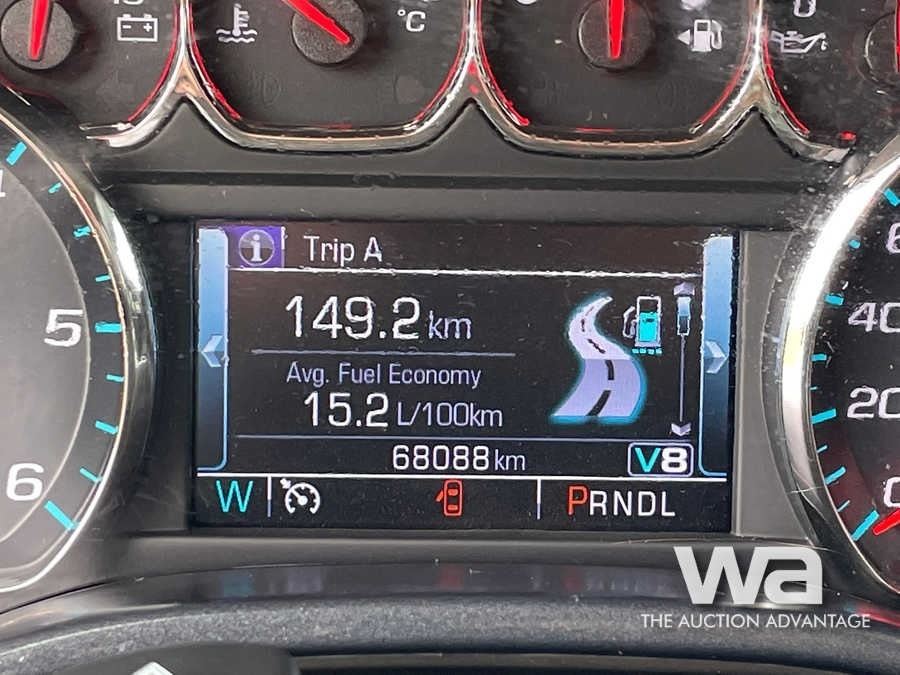 °C
Trip A
149.2 km
Avg. Fuel Economy
15.2 L/100km
68088 km
V8
W
PRNDL
5
6
20
0
wa
THE AUCTION ADVANTAGE